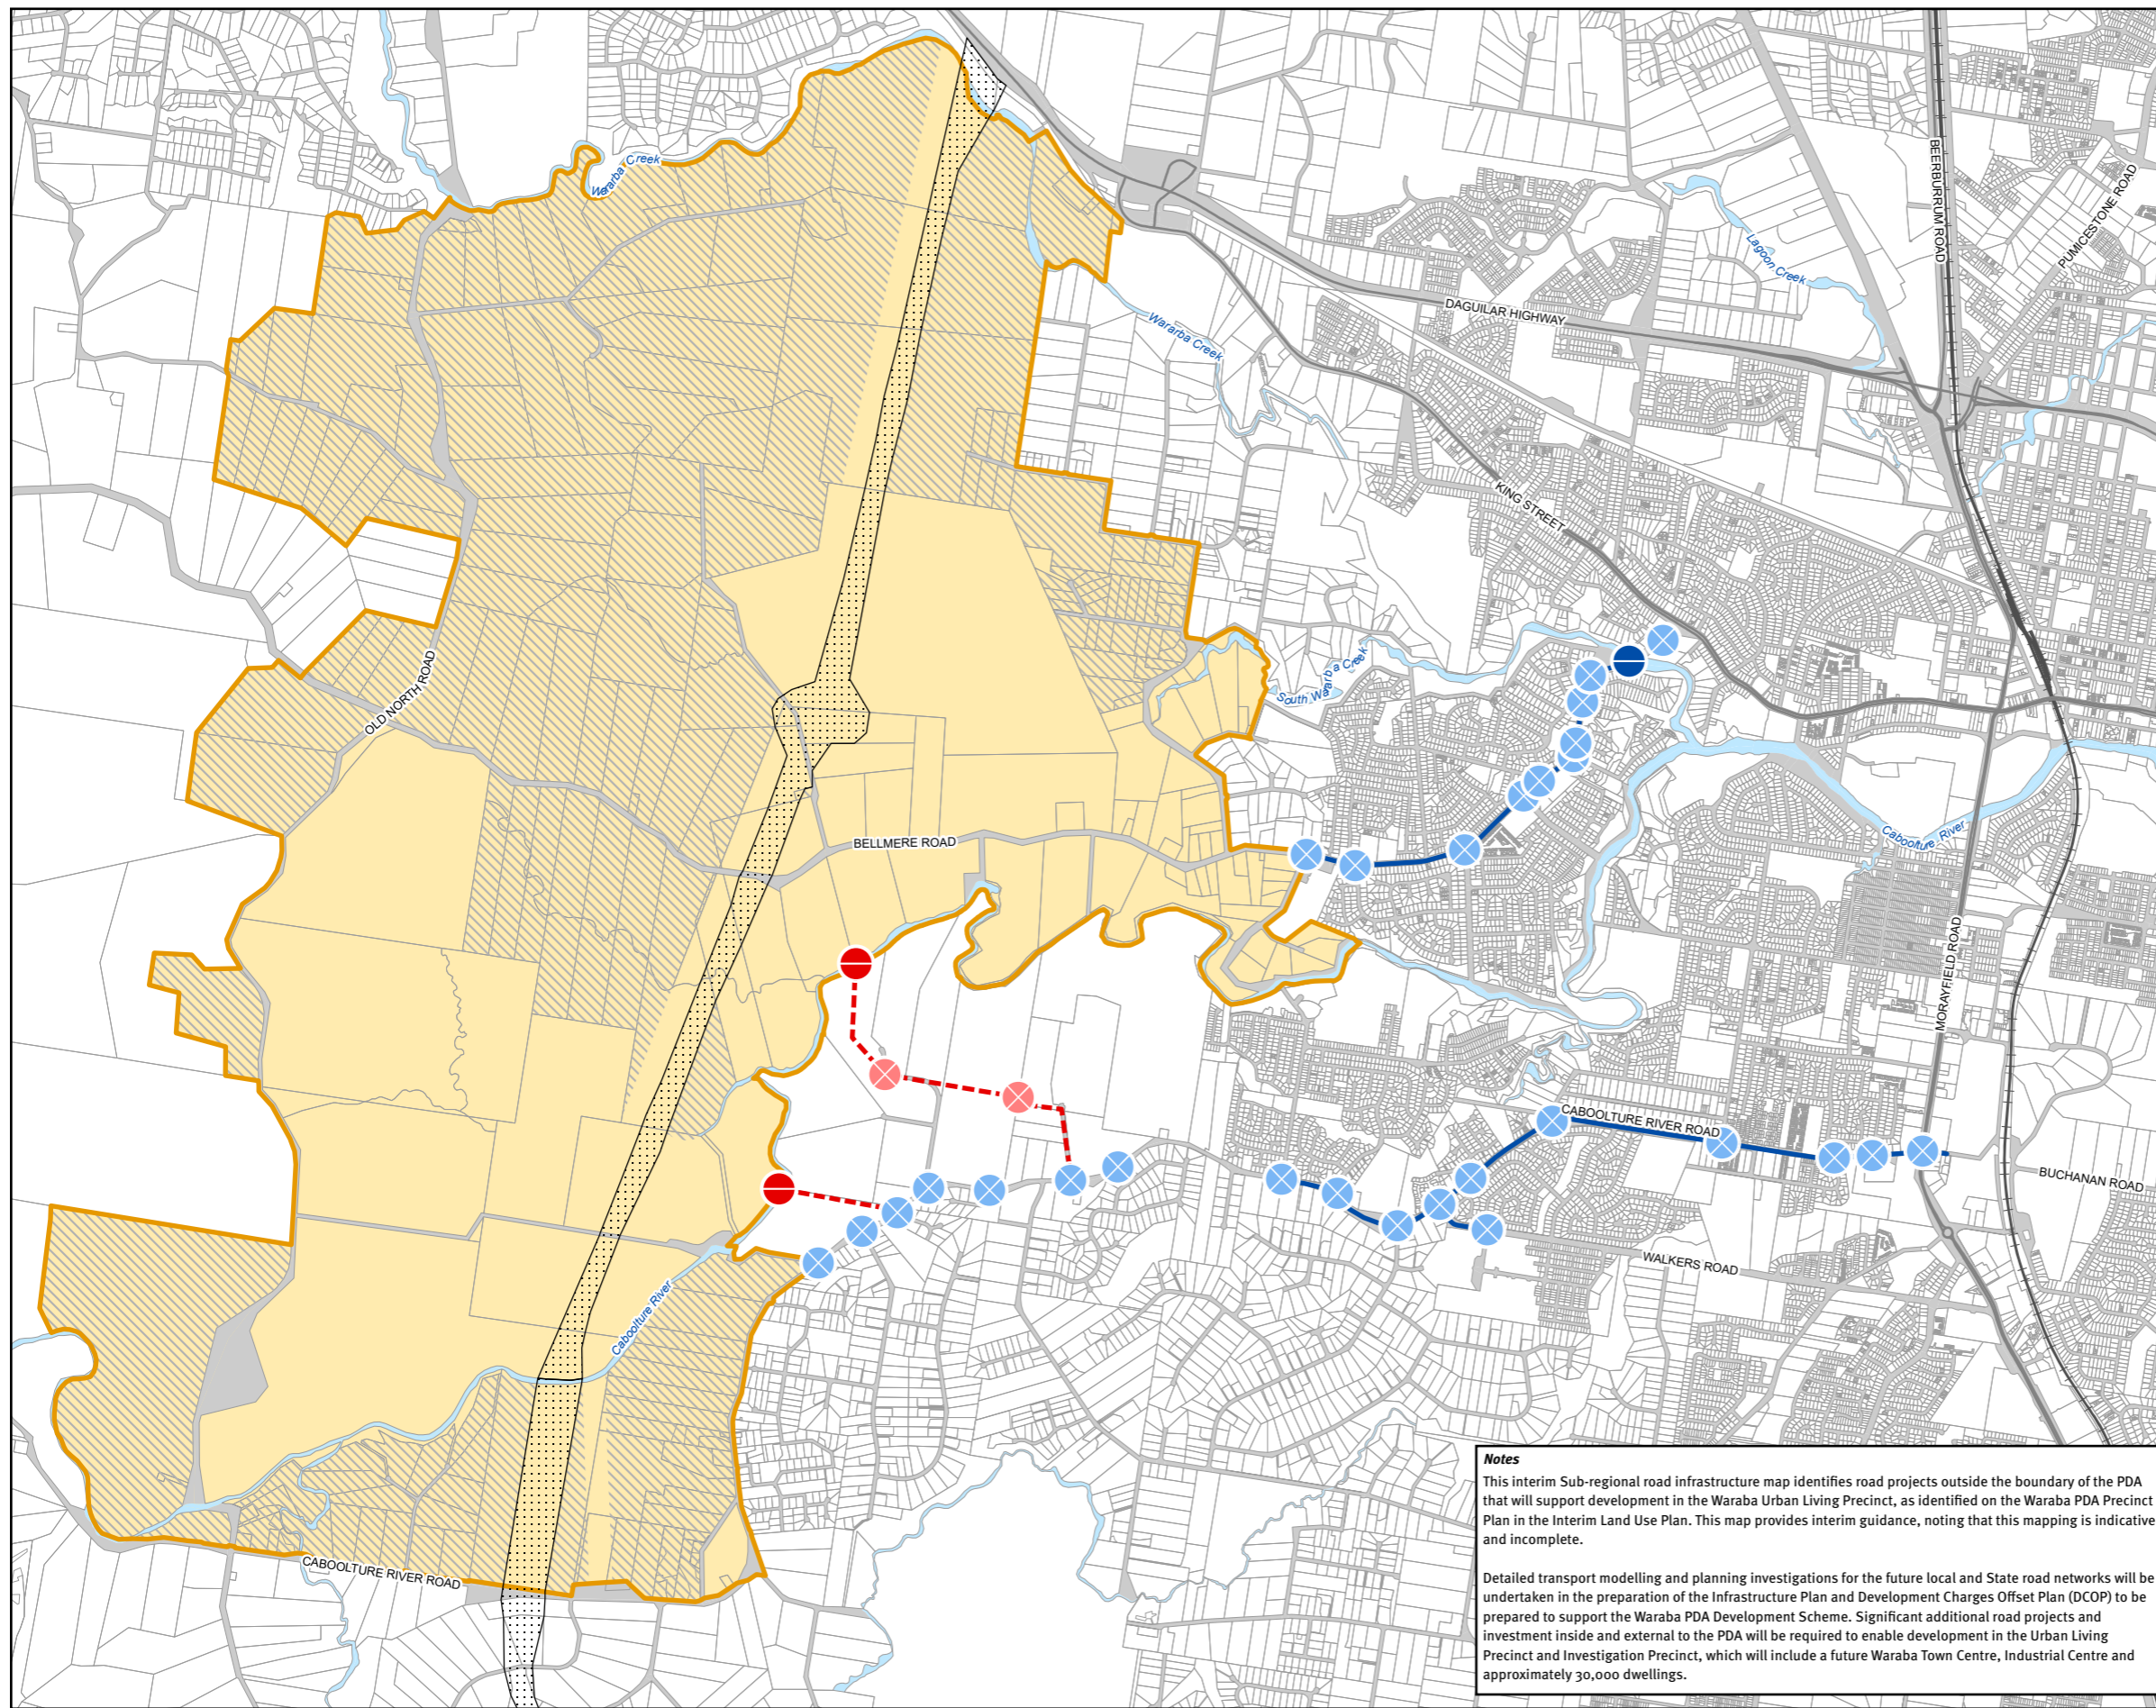 Wararba Creek
BEERBURRUM ROAD
PUMICESTONE ROAD
Lagoon Creek
DAGUILAR HIGHWAY
Wararba Creek
KING STREET
OLD NORTH ROAD
South Wararba Creek
BELLMERE ROAD
Caboolture River
MORAYFIELD ROAD
CABOOLTURE RIVER ROAD
BUCHANAN ROAD
WALKERS ROAD
Caboolture River
CABOOLTURE RIVER ROAD
Notes
This interim Sub-regional road infrastructure map identifies road projects outside the boundary of the PDA
that will support development in the Waraba Urban Living Precinct, as identified on the Waraba PDA Precinct
Plan in the Interim Land Use Plan. This map provides interim guidance, noting that this mapping is indicative
and incomplete.
Detailed transport modelling and planning investigations for the future local and State road networks will be
undertaken in the preparation of the Infrastructure Plan and Development Charges Offset Plan (DCOP) to be
prepared to support the Waraba PDA Development Scheme. Significant additional road projects and
investment inside and external to the PDA will be required to enable development in the Urban Living
Precinct and Investigation Precinct, which will include a future Waraba Town Centre, Industrial Centre and
approximately 30,000 dwellings.